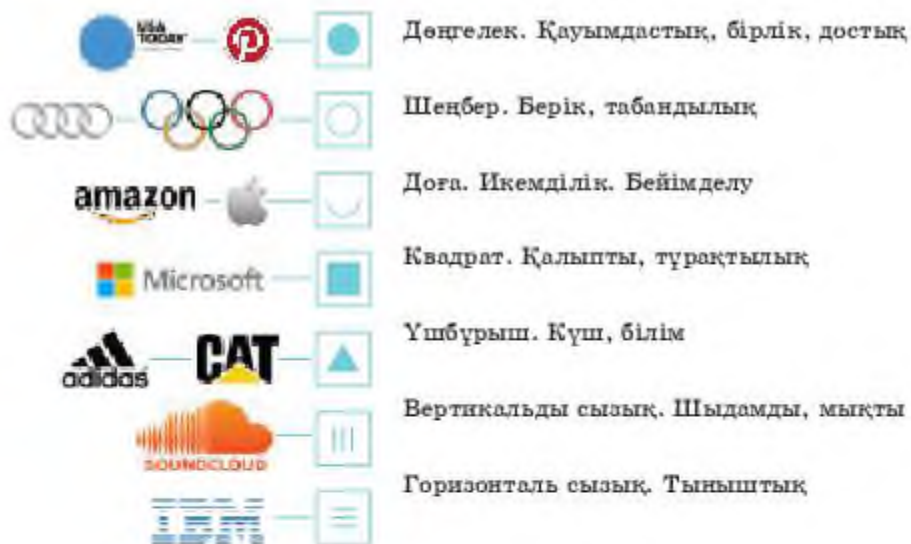 USA
TODAY
Дөңгелек. Қауымдастық, бірлік, достық
Шеңбер. Берік, табандылық
amazon
Доға. Икемділік. Бейімделу
Microsoft
Квадрат. Қалыпты, тұрақтылық
adidas
CAT
Үшбұрыш. Күш, білім
SOUNDCLOUD
Вертикальды сызық. Шыдамды, мықты
IBM
Горизонталь сызық. Тыныштық